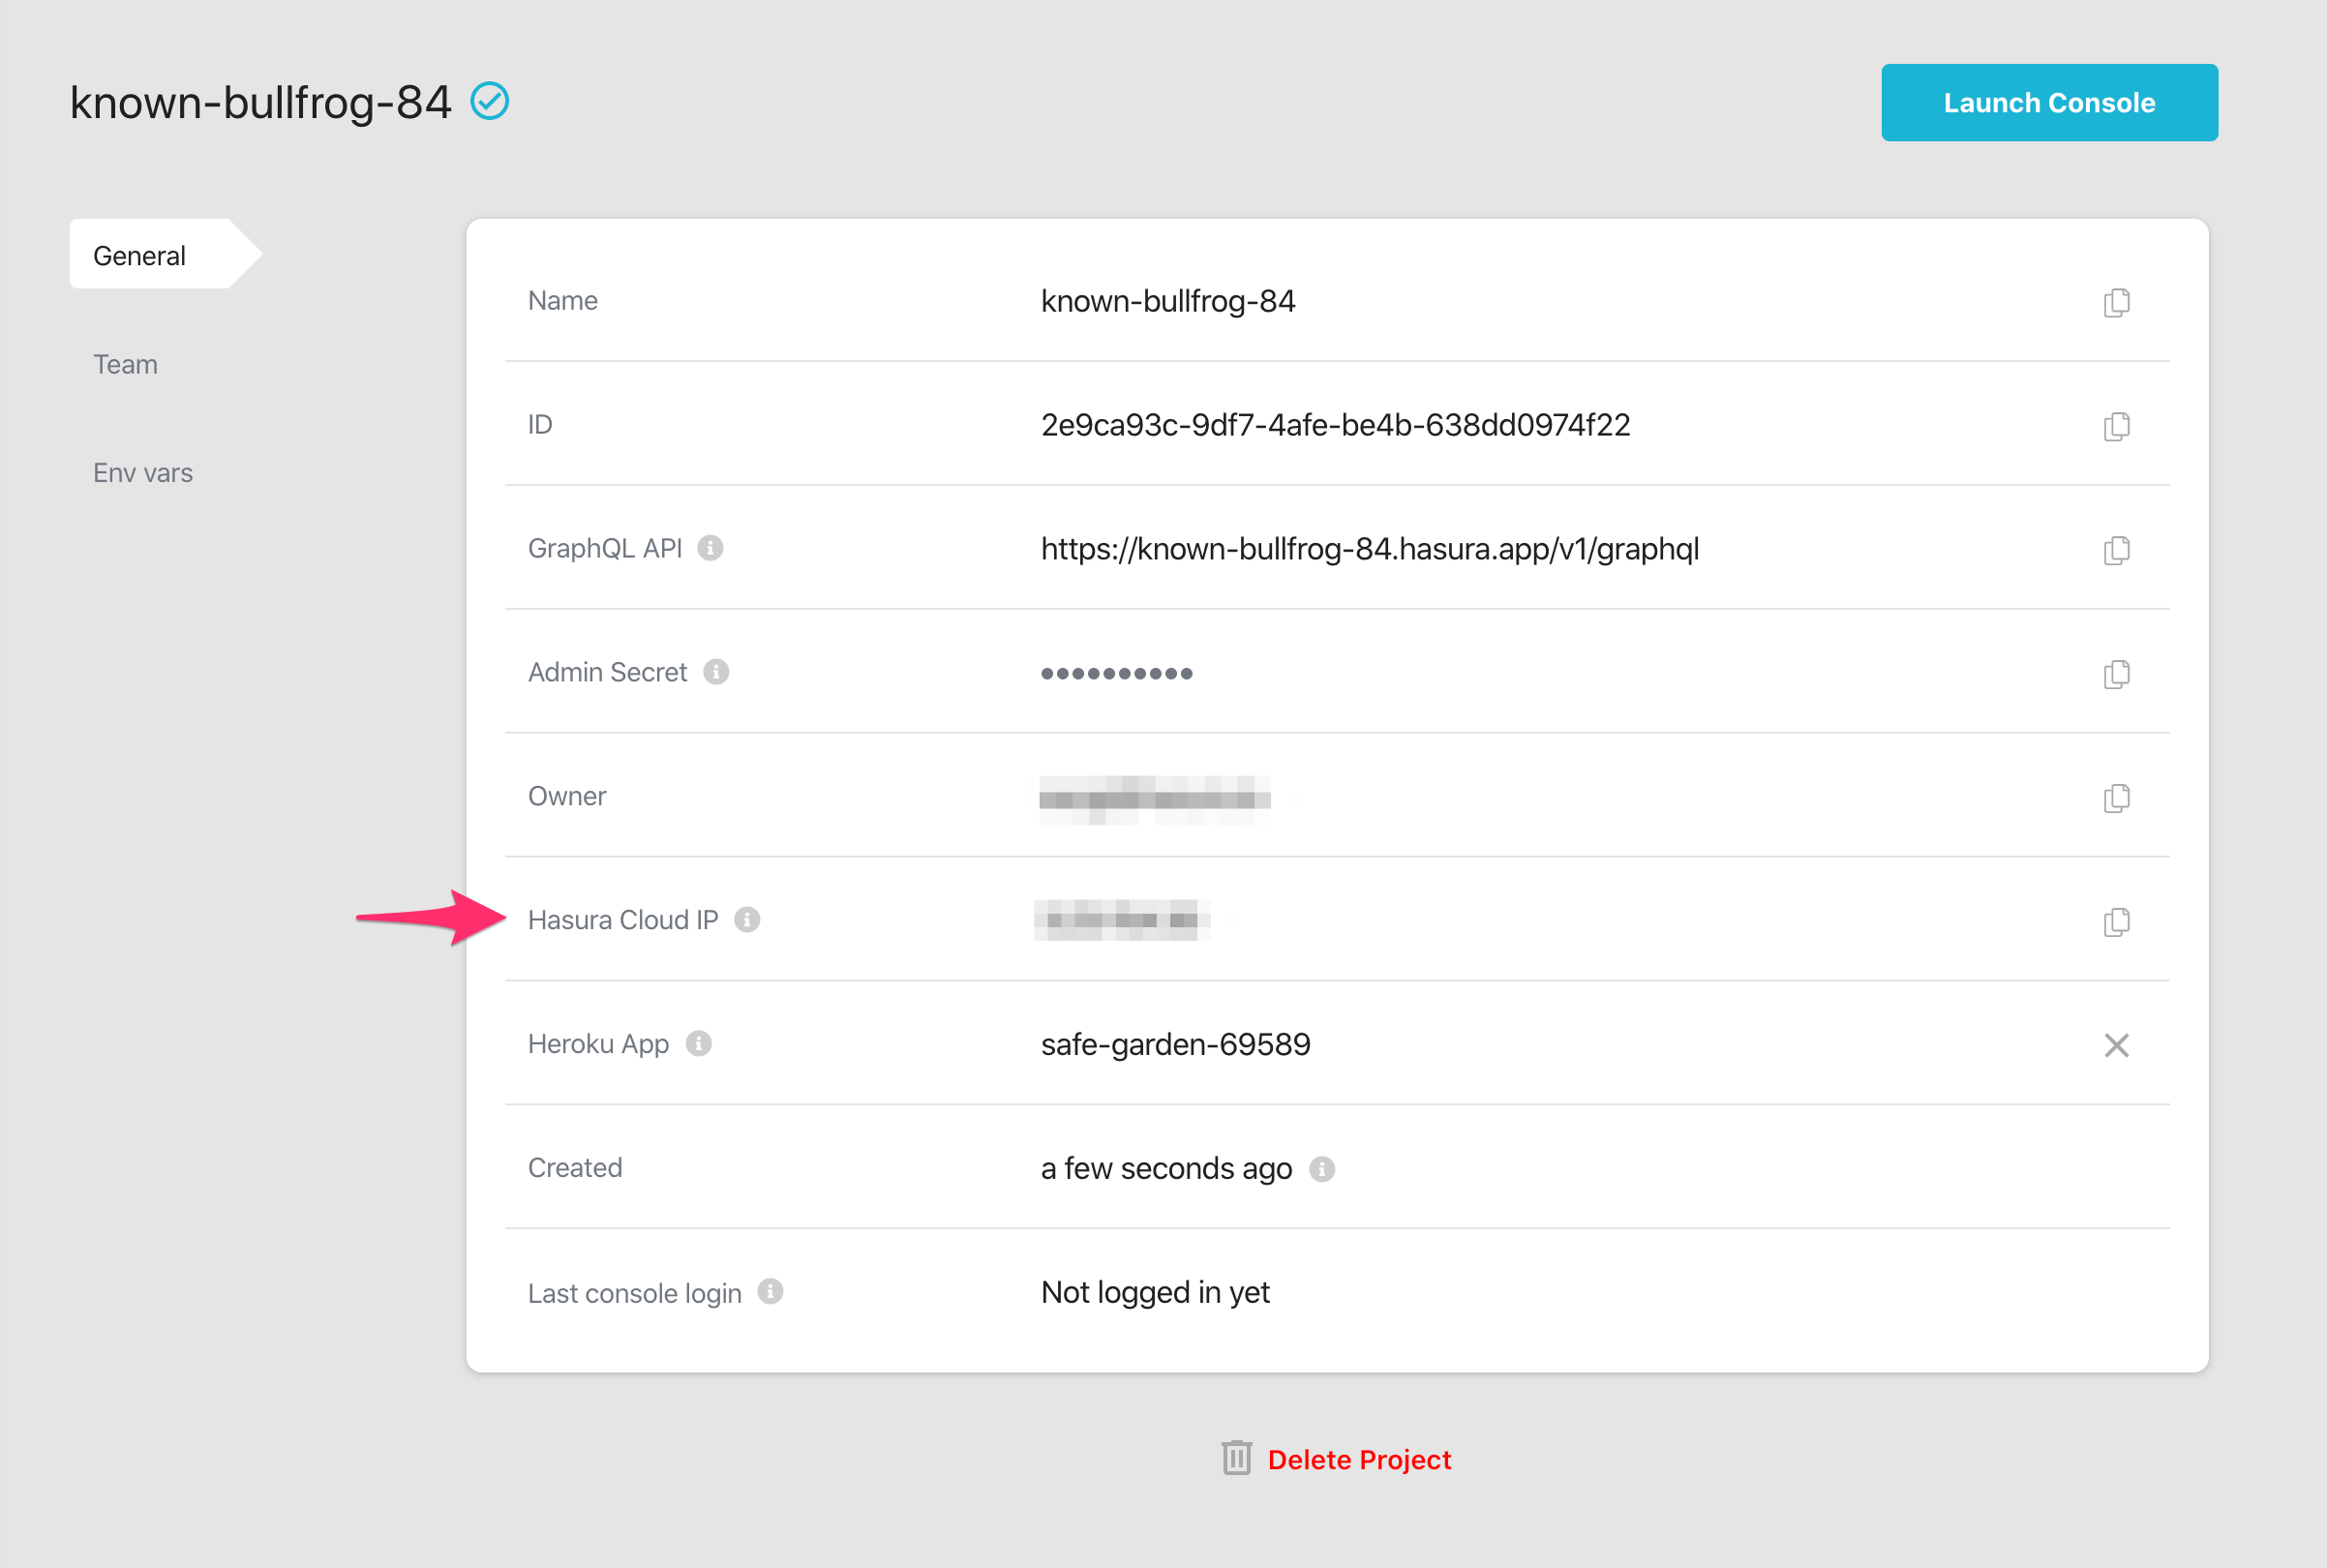 known-bullfrog-84
Launch Console
General
Team
Env vars
Name known-bullfrog-84
ID 2e9ca93c-9df7-4afe-be4b-638dd0974f22
GraphQL API https://known-bullfrog-84.hasura.app/v1/graphql
Admin Secret ••••••••••
Owner
Hasura Cloud IP
Heroku App safe-garden-69589
Created a few seconds ago
Last console login Not logged in yet
Delete Project